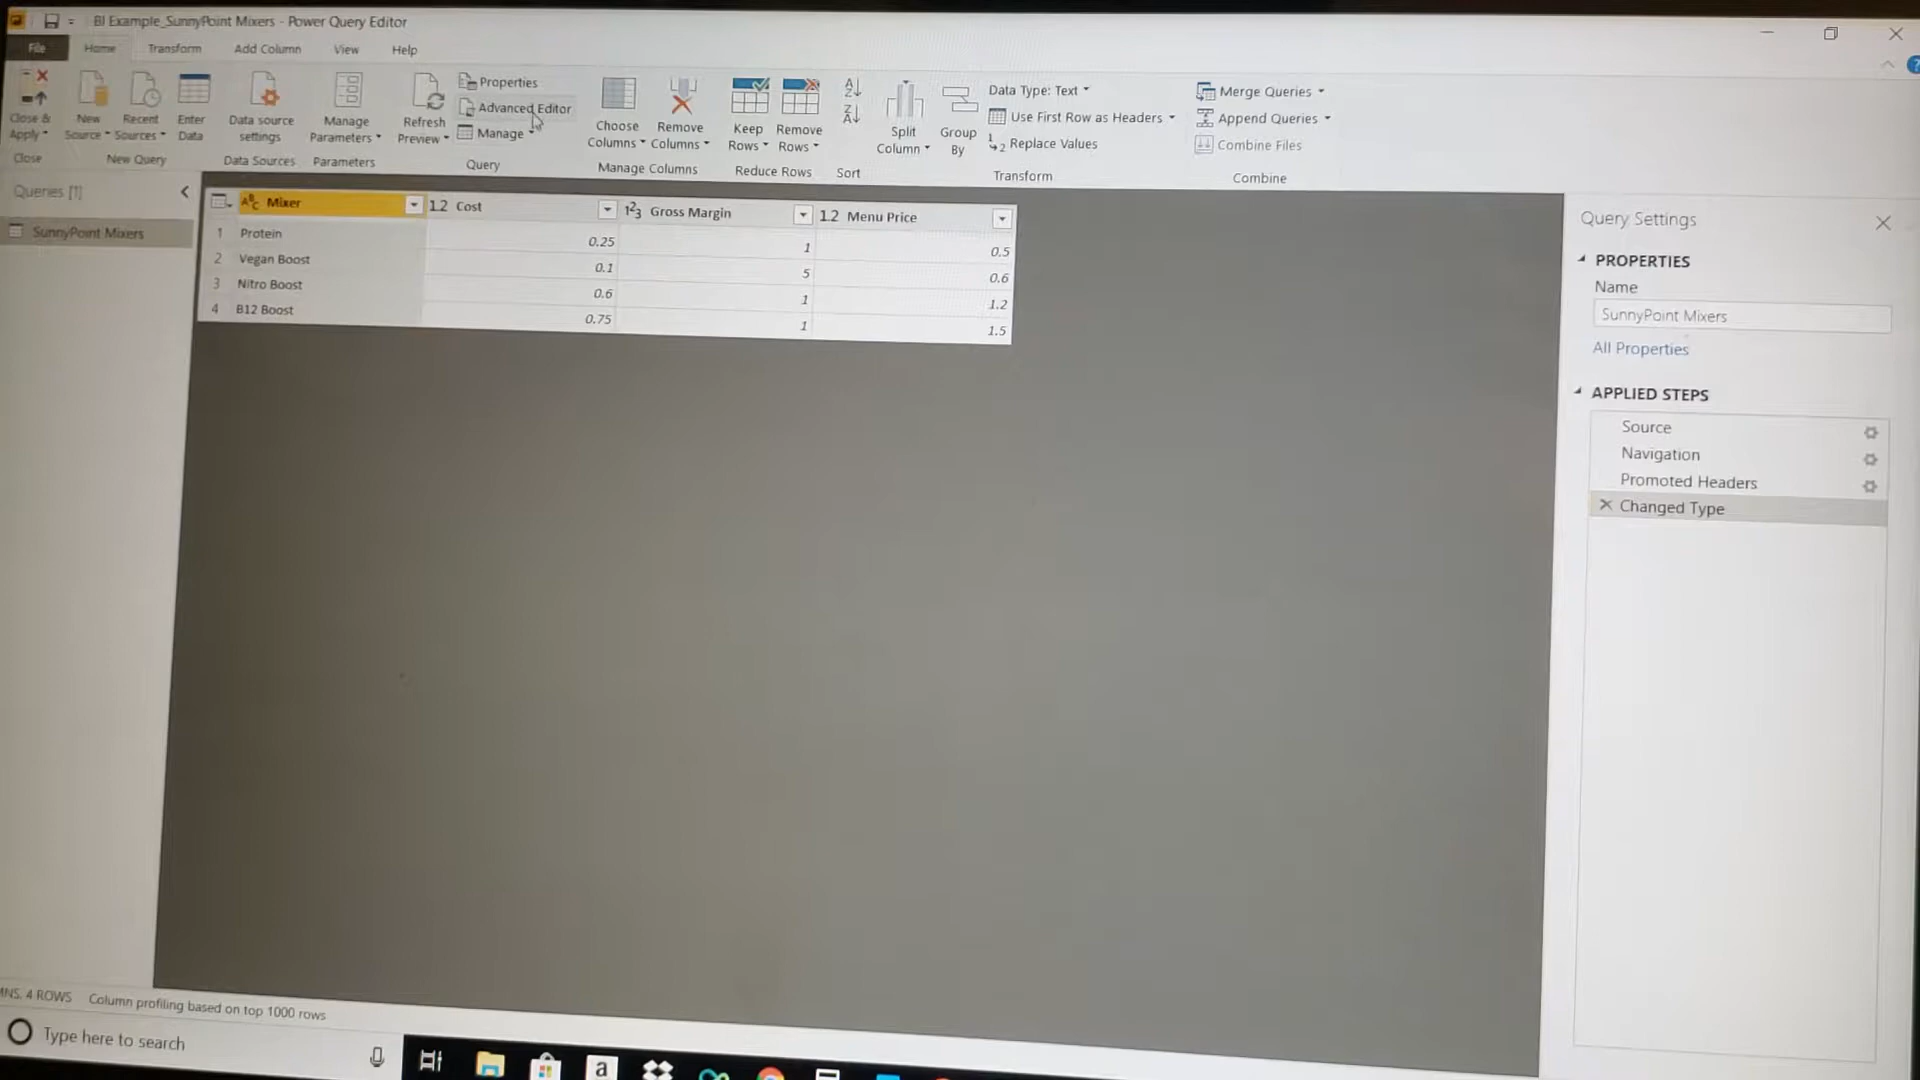 BI Example_SunnyPoint Mixers - Power Query Editor
File Home Transform Add Column View Help
Close & Apply
New Source
Recent Sources
Enter Data
Data source settings
Manage Parameters
Refresh Preview
Properties
Advanced Editor
Manage
Choose Columns
Remove Columns
Keep Rows
Remove Rows
Split Column
Group By
Data Type: Text
Use First Row as Headers
Replace Values
Merge Queries
Append Queries
Combine Files
Close New Query Data Sources Parameters Query Manage Columns Reduce Rows Sort Transform Combine
Queries [1]
SunnyPoint Mixers
ABC Mixer 1.2 Cost 123 Gross Margin 1.2 Menu Price
1 Protein 0.25 1 0.5
2 Vegan Boost 0.1 5 0.6
3 Nitro Boost 0.6 1 1.2
4 B12 Boost 0.75 1 1.5
Query Settings
PROPERTIES
Name
SunnyPoint Mixers
All Properties
APPLIED STEPS
Source
Navigation
Promoted Headers
Changed Type
4 ROWS Column profiling based on top 1000 rows
Type here to search
a